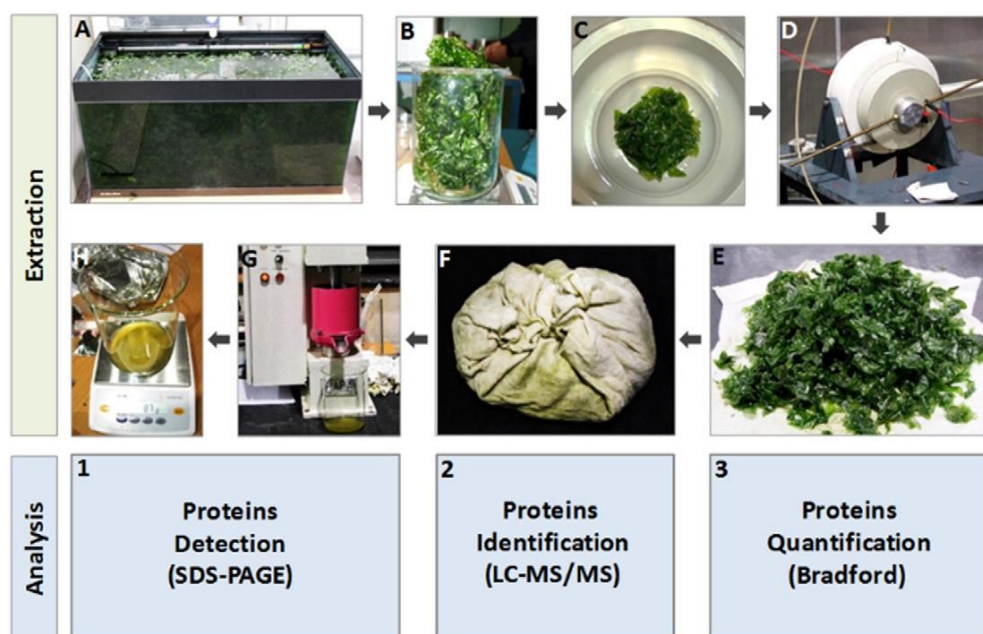 Extraction
A
B
C
D
H
G
F
E
Analysis
1
Proteins
Detection
(SDS-PAGE)
2
Proteins
Identification
(LC-MS/MS)
3
Proteins
Quantification
(Bradford)